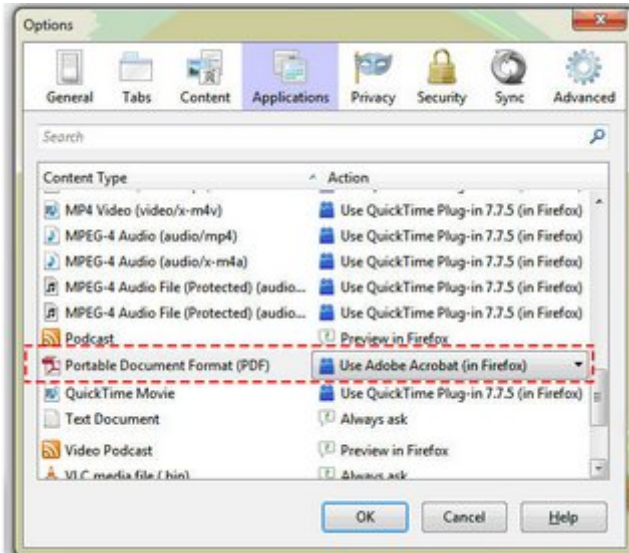 Options
General Tabs Content Applications Privacy Security Sync Advanced
Search
Content Type Action
MP4 Video (video/x-m4v) Use QuickTime Plug-in 7.7.5 (in Firefox)
MPEG-4 Audio (audio/mp4) Use QuickTime Plug-in 7.7.5 (in Firefox)
MPEG-4 Audio (audio/x-m4a) Use QuickTime Plug-in 7.7.5 (in Firefox)
MPEG-4 Audio File (Protected) (audio... Use QuickTime Plug-in 7.7.5 (in Firefox)
MPEG-4 Audio File (Protected) (audio... Use QuickTime Plug-in 7.7.5 (in Firefox)
Podcast Preview in Firefox
Portable Document Format (PDF) Use Adobe Acrobat (in Firefox)
QuickTime Movie Use QuickTime Plug-in 7.7.5 (in Firefox)
Text Document Always ask
Video Podcast Preview in Firefox
VLC media file (.bin) Always ask
OK Cancel Help